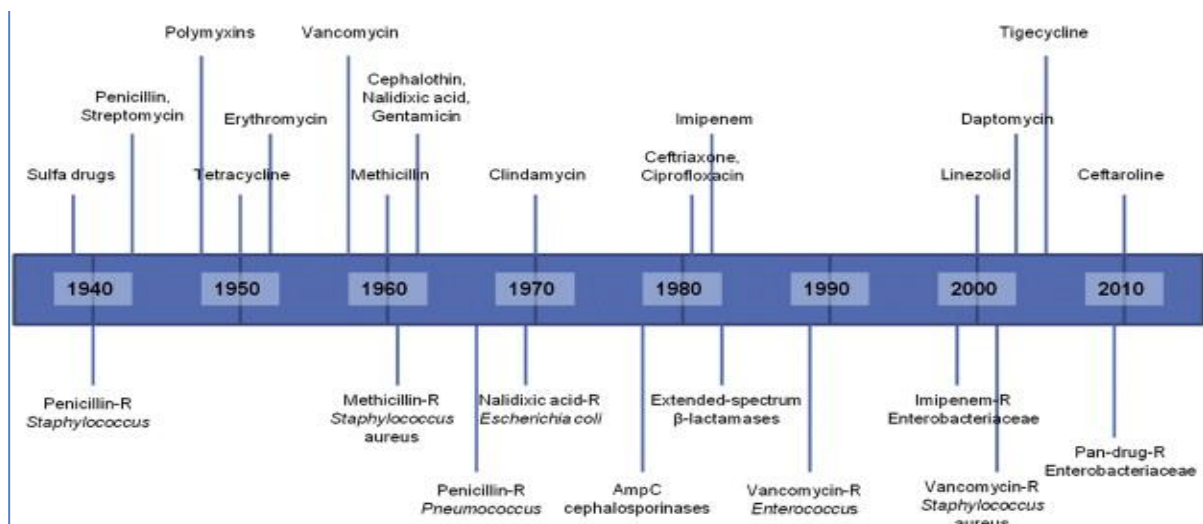 Polymyxins
Vancomycin
Tigecycline
Penicillin,
Streptomycin
Erythromycin
Cephalothin,
Nalidixic acid,
Gentamicin
Imipenem
Daptomycin
Sulfa drugs
Tetracycline
Methicillin
Clindamycin
Ceftriaxone,
Ciprofloxacin
Linezolid
Ceftaroline
1940
1950
1960
1970
1980
1990
2000
2010
Penicillin-R
Staphylococcus
Methicillin-R
Staphylococcus
aureus
Nalidixic acid-R
Escherichia coli
Extended-spectrum
β-lactamases
Imipenem-R
Enterobacteriaceae
Penicillin-R
Pneumococcus
AmpC
cephalosporinases
Vancomycin-R
Enterococcus
Vancomycin-R
Staphylococcus
aureus
Pan-drug-R
Enterobacteriaceae